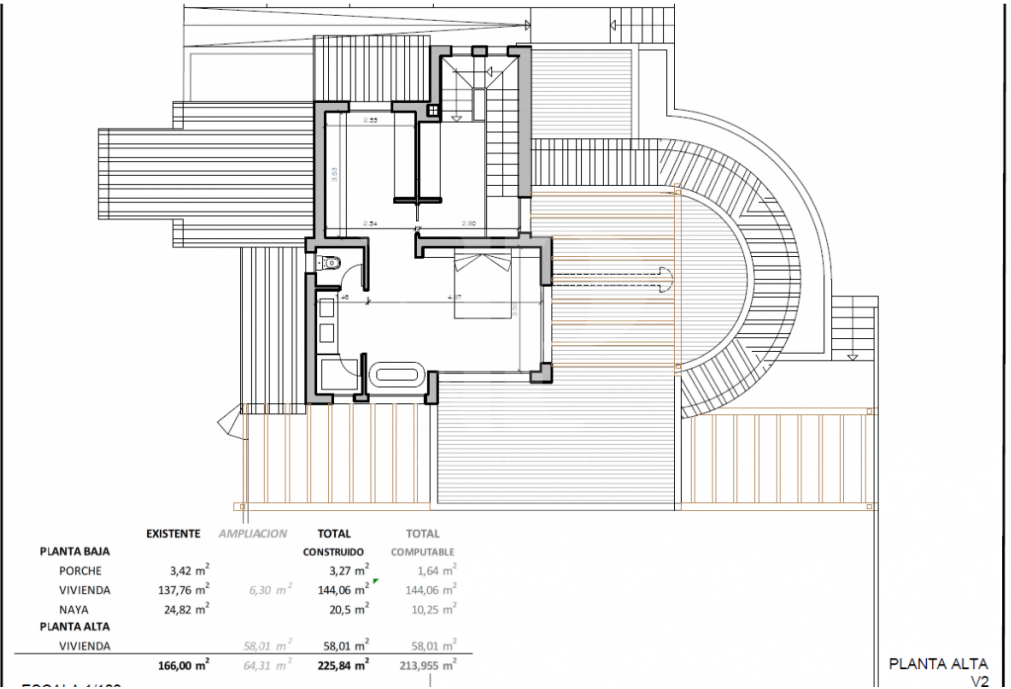 2.55
3.53
2.54
2.80
EXISTENTE AMPLIACION TOTAL TOTAL
PLANTA BAJA CONSTRUIDO COMPUTABLE
PORCHE 3,42 m² 3,27 m² 1,64 m²
VIVIENDA 137,76 m² 6,30 m² 144,06 m² 144,06 m²
NAYA 24,82 m² 20,5 m² 10,25 m²
PLANTA ALTA
VIVIENDA 58,01 m² 58,01 m² 58,01 m²
166,00 m² 64,31 m² 225,84 m² 213,955 m²
PLANTA ALTA
V2